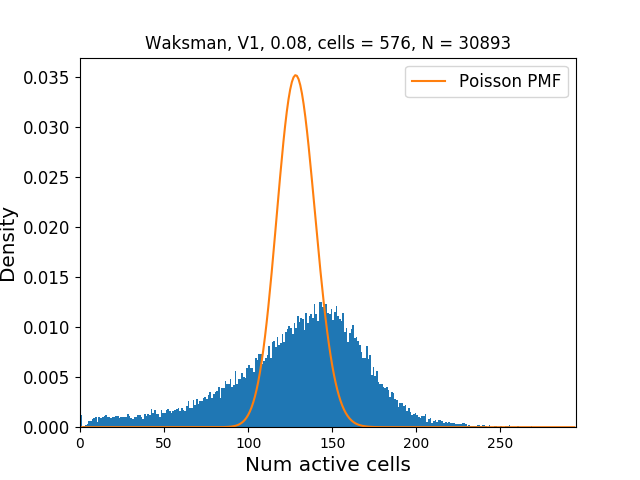 Waksman, V1, 0.08, cells = 576, N = 30893
Poisson PMF
0.035
0.030
0.025
0.020
0.015
0.010
0.005
0.000
Density
0 50 100 150 200 250
Num active cells